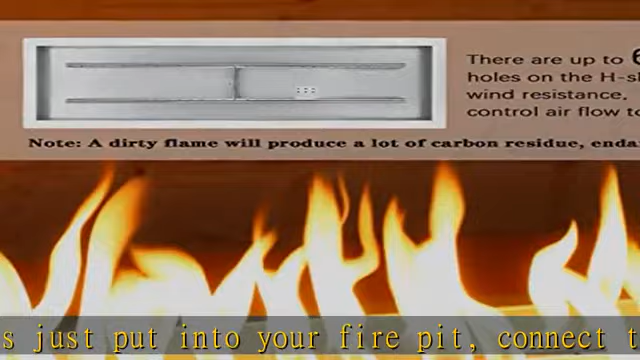 There are up to 6
holes on the H-s
wind resistance,
control air flow to
Note: A dirty flame will produce a lot of carbon residue, enda
s just put into your fire pit, connect t